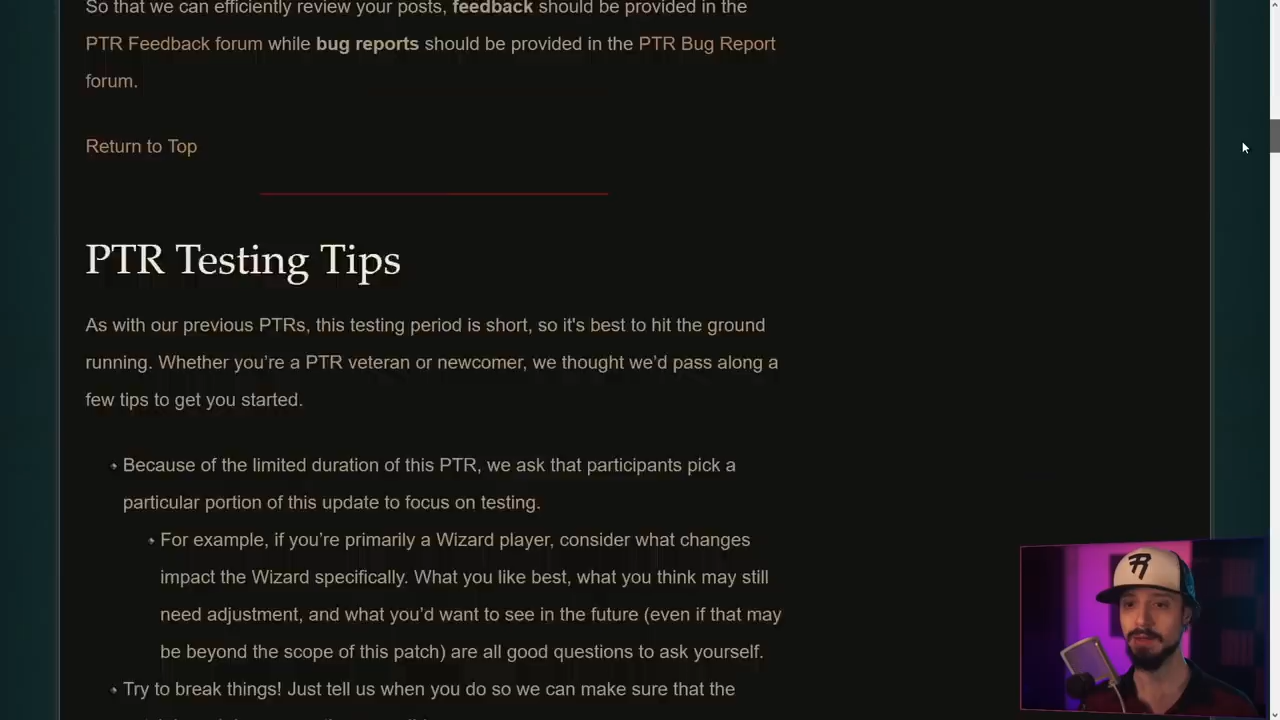 So that we can efficiently review your posts, feedback should be provided in the
PTR Feedback forum while bug reports should be provided in the PTR Bug Report
forum.
Return to Top
PTR Testing Tips
As with our previous PTRs, this testing period is short, so it's best to hit the ground
running. Whether you’re a PTR veteran or newcomer, we thought we’d pass along a
few tips to get you started.
Because of the limited duration of this PTR, we ask that participants pick a
particular portion of this update to focus on testing.
For example, if you’re primarily a Wizard player, consider what changes
impact the Wizard specifically. What you like best, what you think may still
need adjustment, and what you’d want to see in the future (even if that may
be beyond the scope of this patch) are all good questions to ask yourself.
Try to break things! Just tell us when you do so we can make sure that the